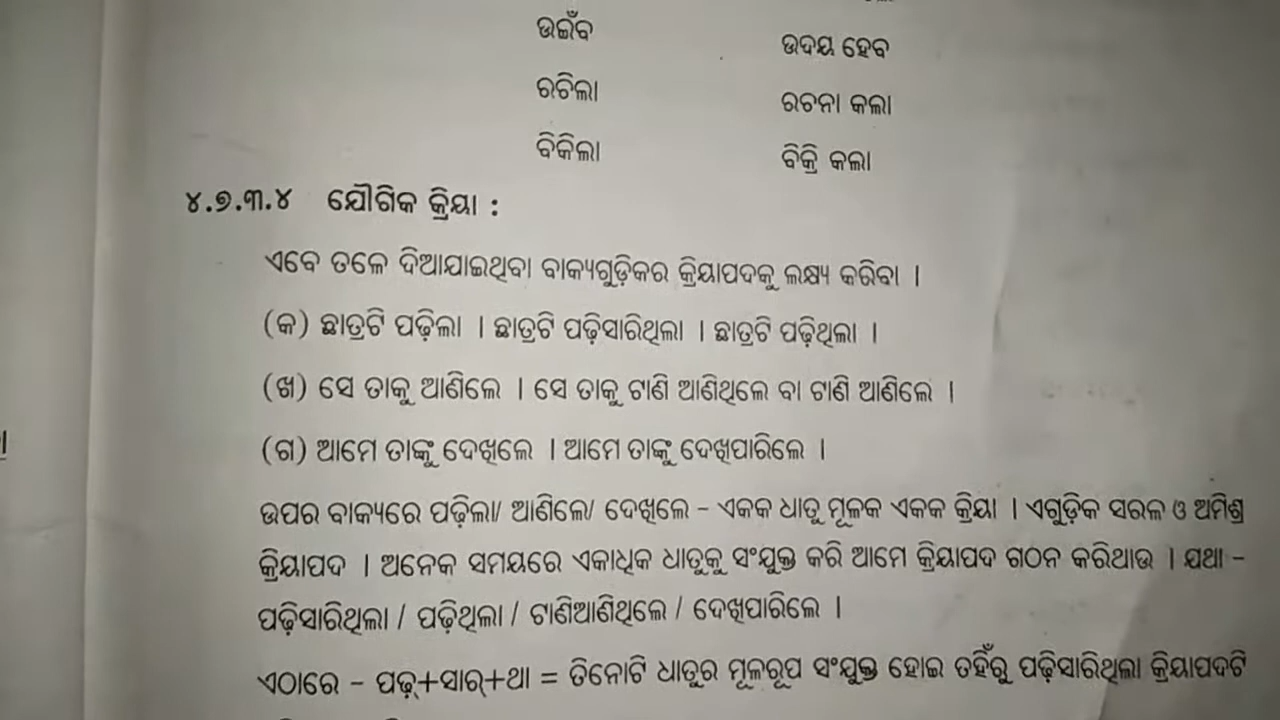 ଉଇଁବ ଉଦୟ ହେବ
ରଚିଲା ରଚନା କଲା
ବିକିଲା ବିକ୍ରି କଲା
୪.୭.୩.୪ ଯୌଗିକ କ୍ରିୟା :
ଏବେ ତଳେ ଦିଆଯାଇଥିବା ବାକ୍ୟଗୁଡ଼ିକର କ୍ରିୟାପଦକୁ ଲକ୍ଷ୍ୟ କରିବା ।
(କ) ଛାତ୍ରଟି ପଢ଼ିଲା । ଛାତ୍ରଟି ପଢ଼ିସାରିଥିଲା । ଛାତ୍ରଟି ପଢ଼ିଥିଲା ।
(ଖ) ସେ ତାକୁ ଆଣିଲେ । ସେ ତାକୁ ଟାଣି ଆଣିଥିଲେ ବା ଟାଣି ଆଣିଲେ ।
(ଗ) ଆମେ ତାଙ୍କୁ ଦେଖିଲେ । ଆମେ ତାଙ୍କୁ ଦେଖିପାରିଲେ ।
ଉପର ବାକ୍ୟରେ ପଢ଼ିଲା/ ଆଣିଲେ/ ଦେଖିଲେ – ଏକକ ଧାତୁ ମୂଳକ ଏକକ କ୍ରିୟା । ଏଗୁଡ଼ିକ ସରଳ ଓ ଅମିଶ୍ର
କ୍ରିୟାପଦ । ଅନେକ ସମୟରେ ଏକାଧିକ ଧାତୁକୁ ସଂଯୁକ୍ତ କରି ଆମେ କ୍ରିୟାପଦ ଗଠନ କରିଥାଉ । ଯଥା –
ପଢ଼ିସାରିଥିଲା / ପଢ଼ିଥିଲା / ଟାଣିଆଣିଥିଲେ / ଦେଖିପାରିଲେ ।
ଏଠାରେ – ପଢ଼୍+ସାର୍+ଥା = ତିନୋଟି ଧାତୁର ମୂଳରୂପ ସଂଯୁକ୍ତ ହୋଇ ତହିଁରୁ ପଢ଼ିସାରିଥିଲା କ୍ରିୟାପଦଟି